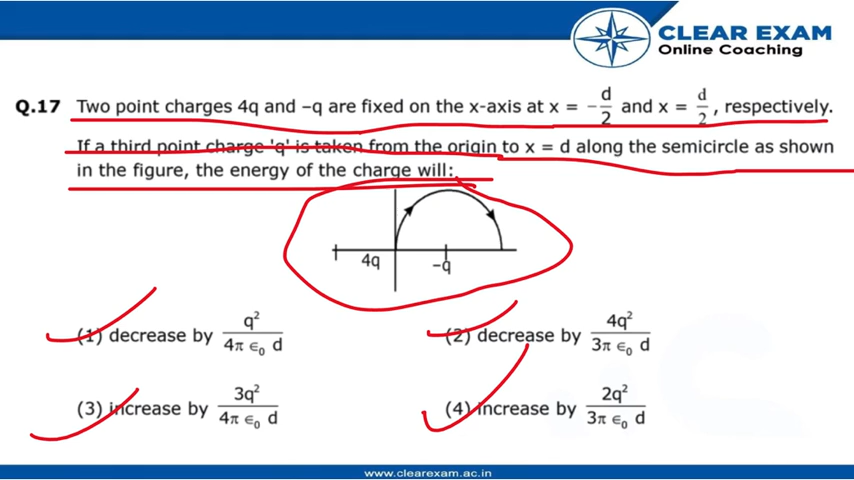 CLEAR EXAM
Online Coaching
Q.17 Two point charges 4q and –q are fixed on the x-axis at x = -d/2 and x = d/2, respectively.
If a third point charge 'q' is taken from the origin to x = d along the semicircle as shown
in the figure, the energy of the charge will:
4q –q
(1) decrease by q²/4π ∈₀ d (2) decrease by 4q²/3π ∈₀ d
(3) increase by 3q²/4π ∈₀ d (4) increase by 2q²/3π ∈₀ d
www.clearexam.ac.in